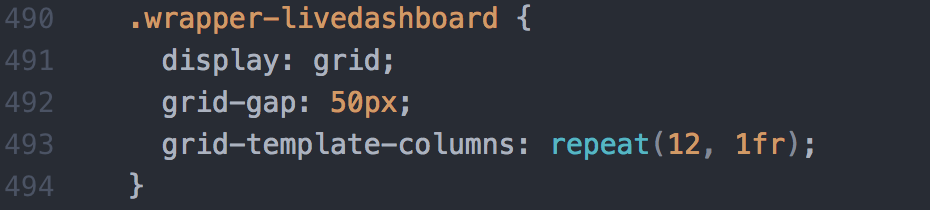 490 .wrapper-livedashboard {
491 display: grid;
492 grid-gap: 50px;
493 grid-template-columns: repeat(12, 1fr);
494 }